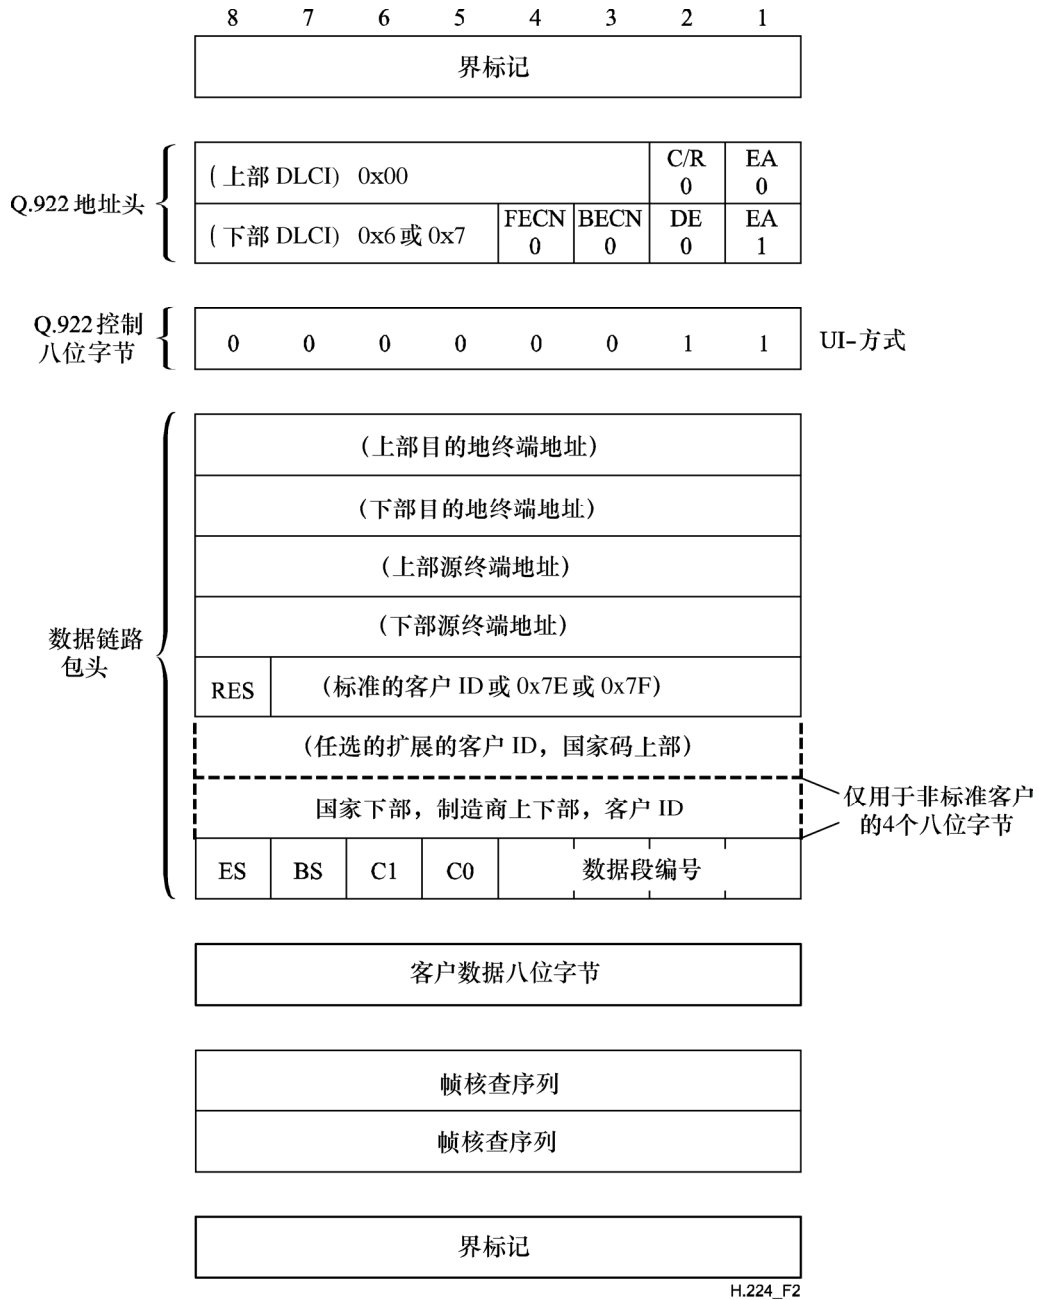 8 7 6 5 4 3 2 1
界标记
Q.922 地址头
(上部 DLCI) 0x00
C/R
0
EA
0
(下部 DLCI) 0x6 或 0x7
FECN
0
BECN
0
DE
0
EA
1
Q.922 控制
八位字节
0 0 0 0 0 0 1 1
UI-方式
数据链路
包头
(上部目的地终端地址)
(下部目的地终端地址)
(上部源终端地址)
(下部源终端地址)
RES
(标准的客户 ID 或 0x7E 或 0x7F)
(任选的扩展的客户 ID，国家码上部)
国家下部，制造商上下部，客户 ID
仅用于非标准客户
的4个八位字节
ES BS C1 C0 数据段编号
客户数据八位字节
帧核查序列
帧核查序列
界标记
H.224_F2